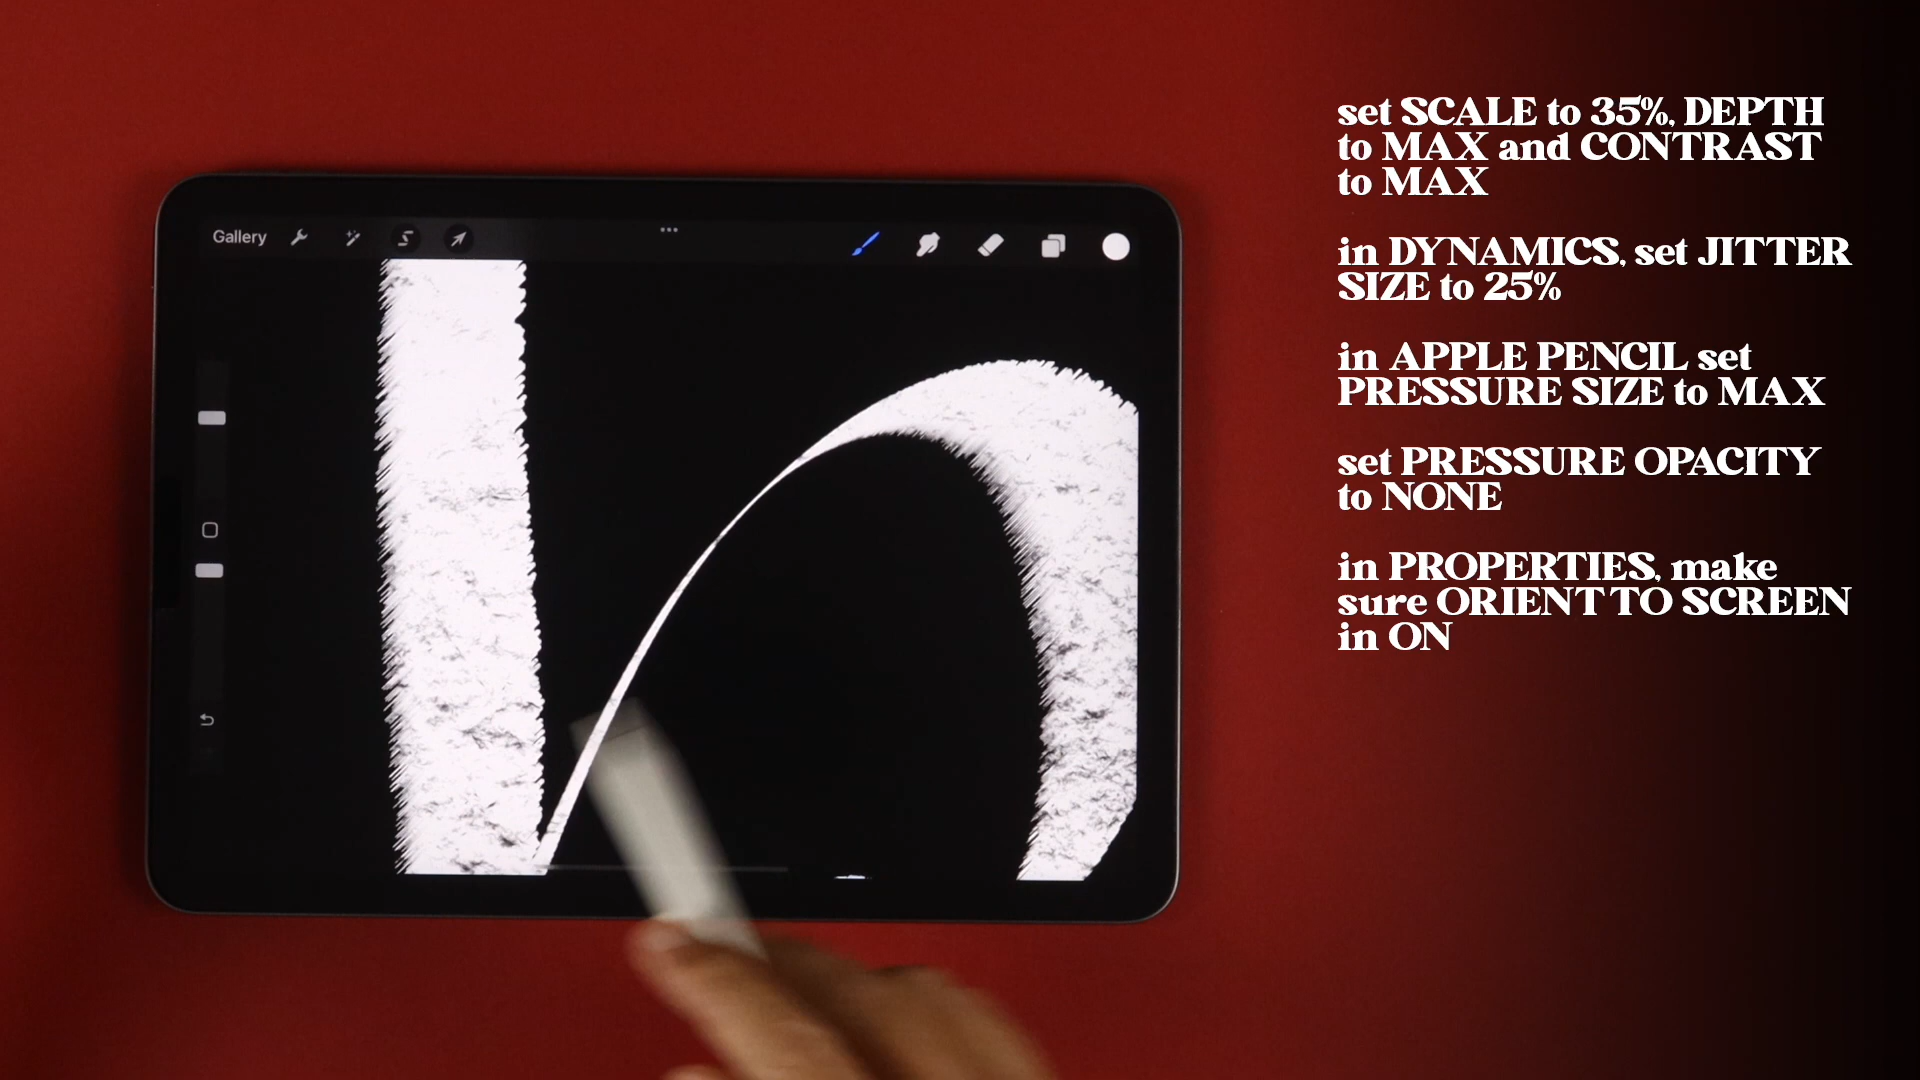 Gallery
set SCALE to 35%, DEPTH
to MAX and CONTRAST
to MAX
in DYNAMICS, set JITTER
SIZE to 25%
in APPLE PENCIL set
PRESSURE SIZE to MAX
set PRESSURE OPACITY
to NONE
in PROPERTIES, make
sure ORIENT TO SCREEN
in ON